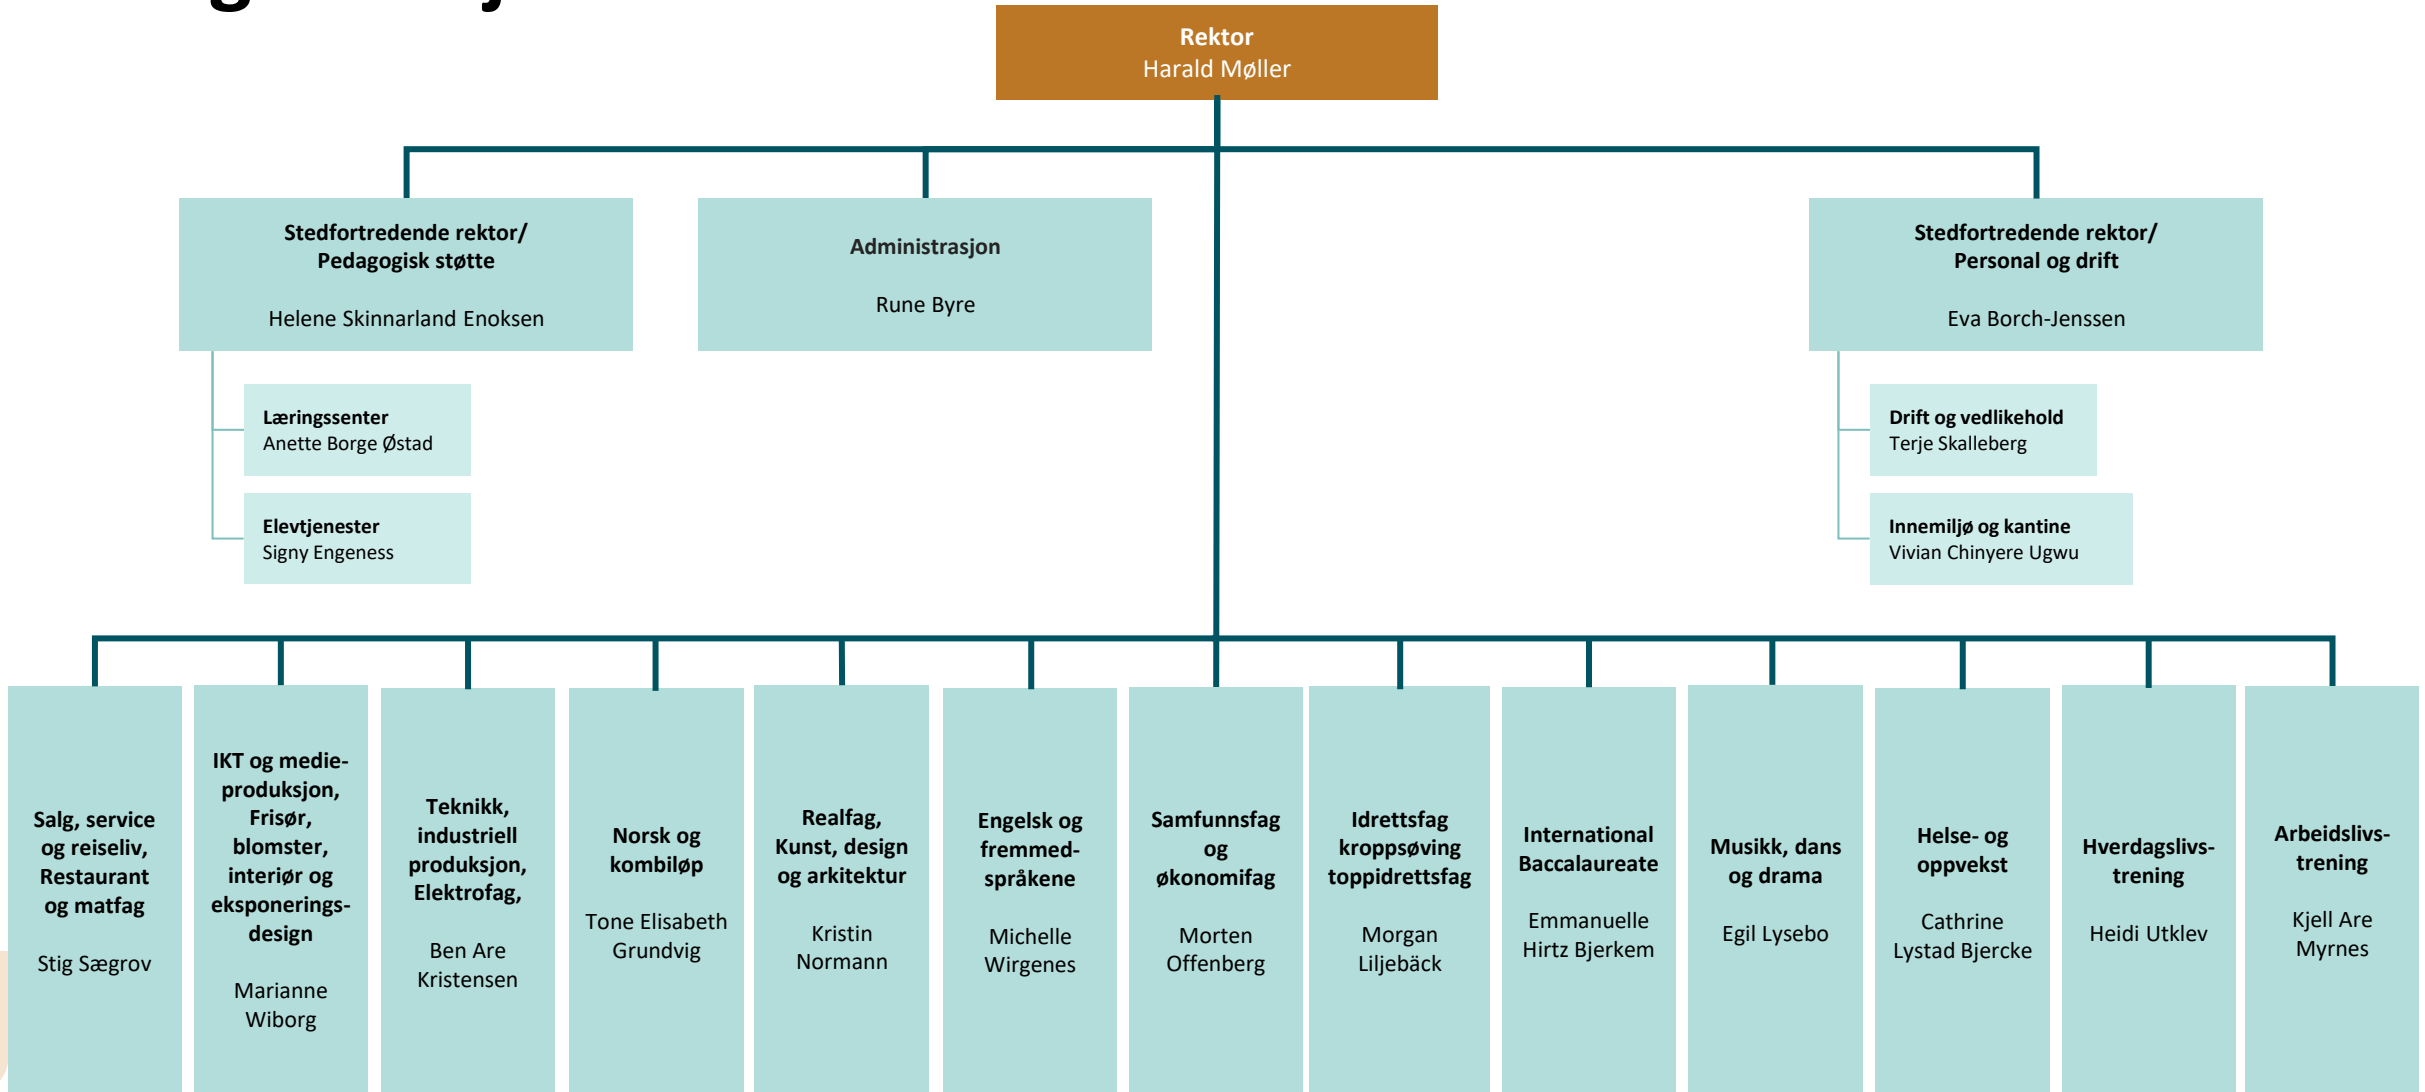 Rektor
Harald Møller
Stedfortredende rektor/
Pedagogisk støtte
Helene Skinnarland Enoksen
Administrasjon
Rune Byre
Stedfortredende rektor/
Personal og drift
Eva Borch-Jenssen
Læringssenter
Anette Borge Østad
Elevtjenester
Signy Engeness
Drift og vedlikehold
Terje Skalleberg
Innemiljø og kantine
Vivian Chinyere Ugwu
Salg, service
og reiseliv,
Restaurant
og matfag
Stig Sægrov
IKT og medie-
produksjon,
Frisør,
blomster,
interiør og
eksponerings-
design
Marianne
Wiborg
Teknikk,
industriell
produksjon,
Elektrofag,
Ben Are
Kristensen
Norsk og
kombiløp
Tone Elisabeth
Grundvig
Realfag,
Kunst, design
og arkitektur
Kristin
Normann
Engelsk og
fremmed-
språkene
Michelle
Wirgenes
Samfunnsfag
og
økonomifag
Morten
Offenberg
Idrettsfag
kroppsøving
toppidrettsfag
Morgan
Liljebäck
International
Baccalaureate
Emmanuelle
Hirtz Bjerkem
Musikk, dans
og drama
Egil Lysebo
Helse- og
oppvekst
Cathrine
Lystad Bjercke
Hverdagslivs-
trening
Heidi Utklev
Arbeidslivs-
trening
Kjell Are
Myrnes